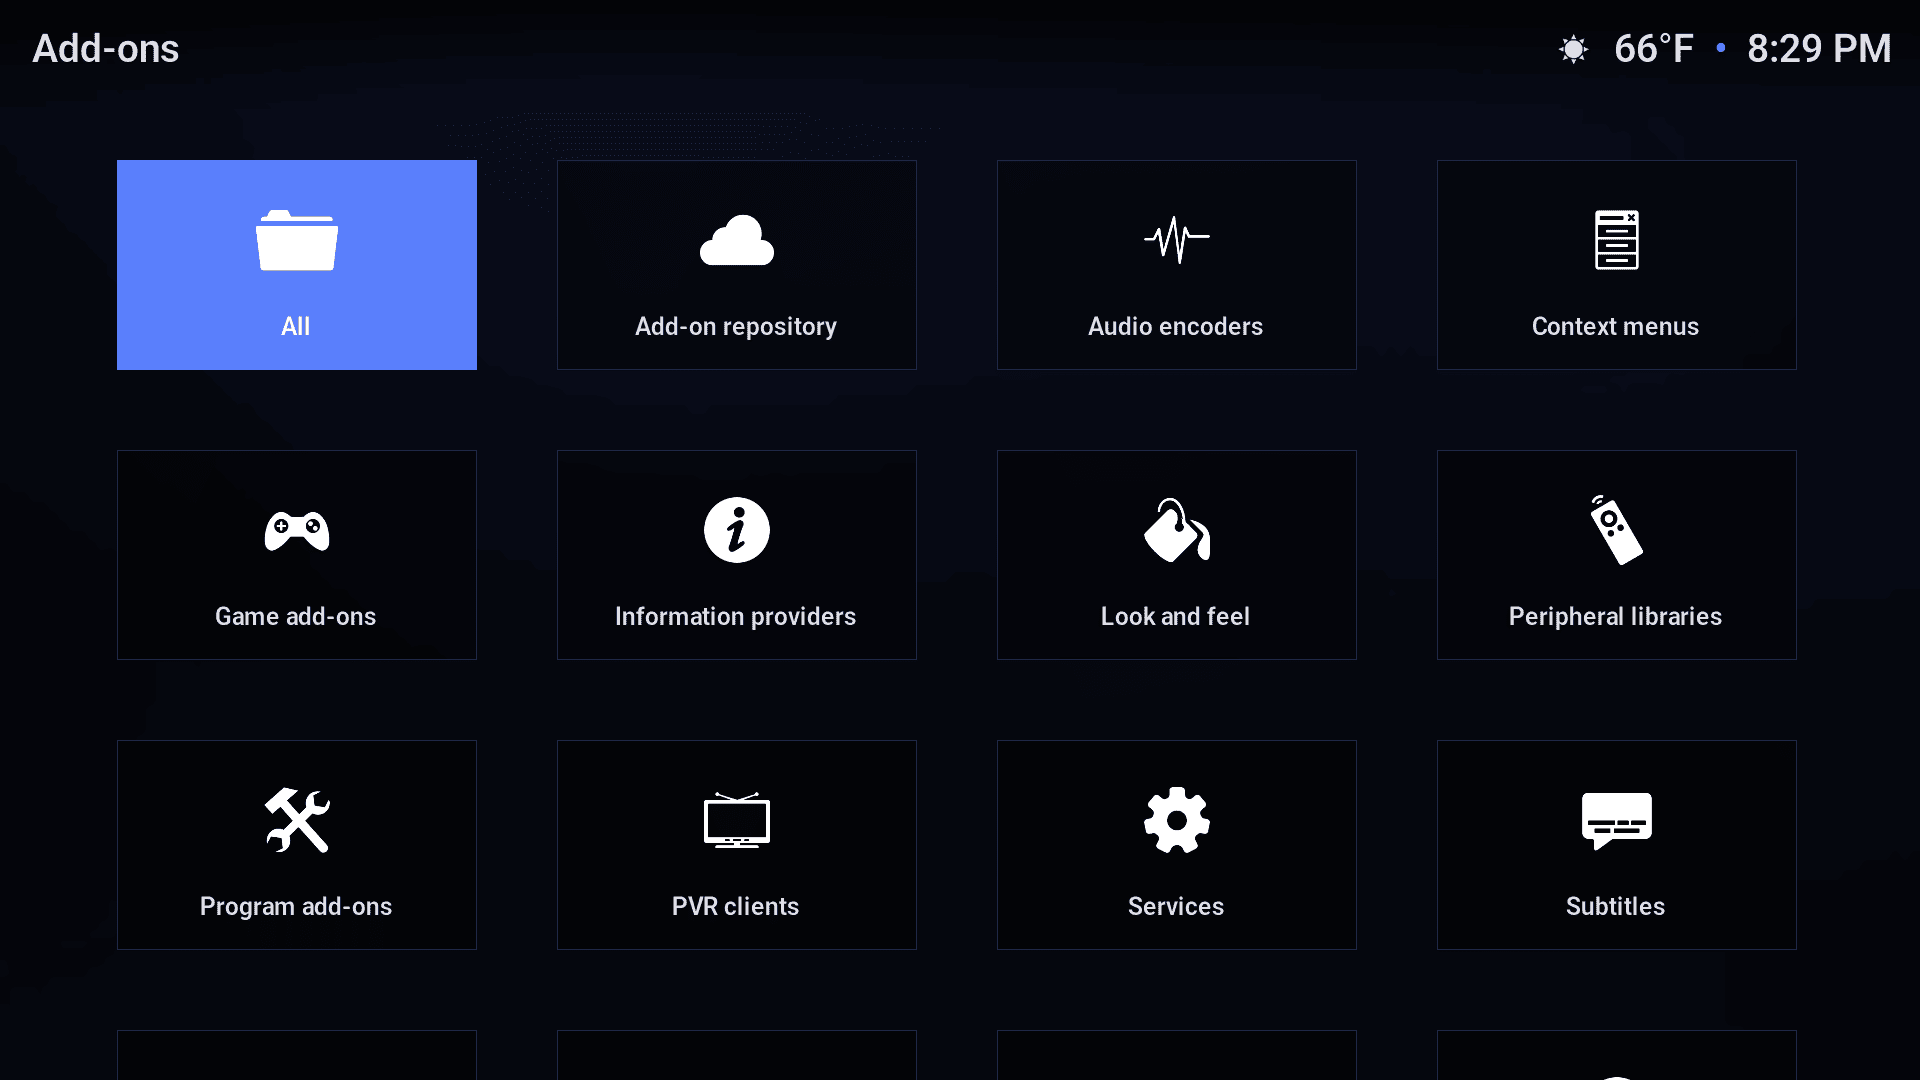 Add-ons
66°F • 8:29 PM
All
Add-on repository
Audio encoders
Context menus
Game add-ons
Information providers
Look and feel
Peripheral libraries
Program add-ons
PVR clients
Services
Subtitles